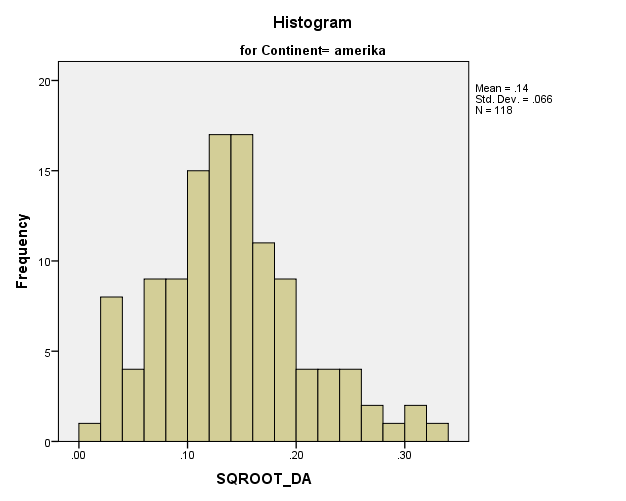 Histogram
for Continent= amerika
Mean = .14
Std. Dev. = .066
N = 118
Frequency
20
15
10
5
0
.00 .10 .20 .30
SQROOT_DA